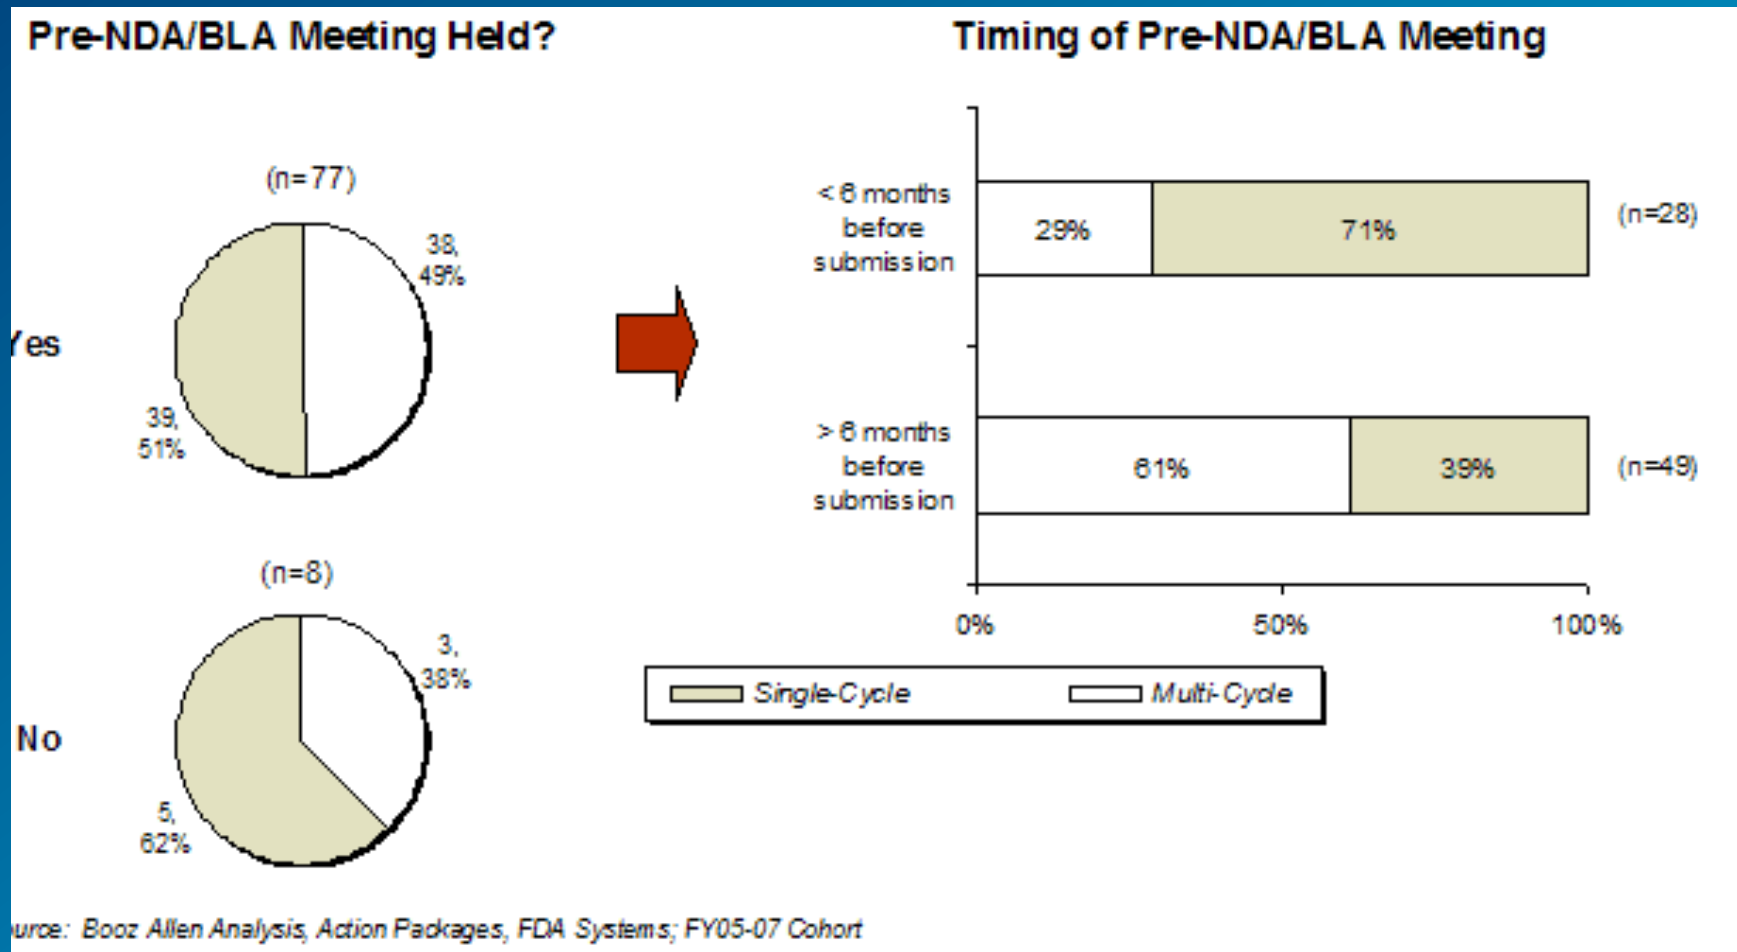 Pre-NDA/BLA Meeting Held?
Timing of Pre-NDA/BLA Meeting
(n=77)
38,
49%
Yes
39,
51%
< 6 months
before
submission
29%
71%
(n=28)
> 6 months
before
submission
61%
39%
(n=49)
0%
50%
100%
(n=8)
3,
38%
No
5,
62%
Single-Cycle
Multi-Cycle
urce: Booz Allen Analysis, Action Packages, FDA Systems; FY05-07 Cohort